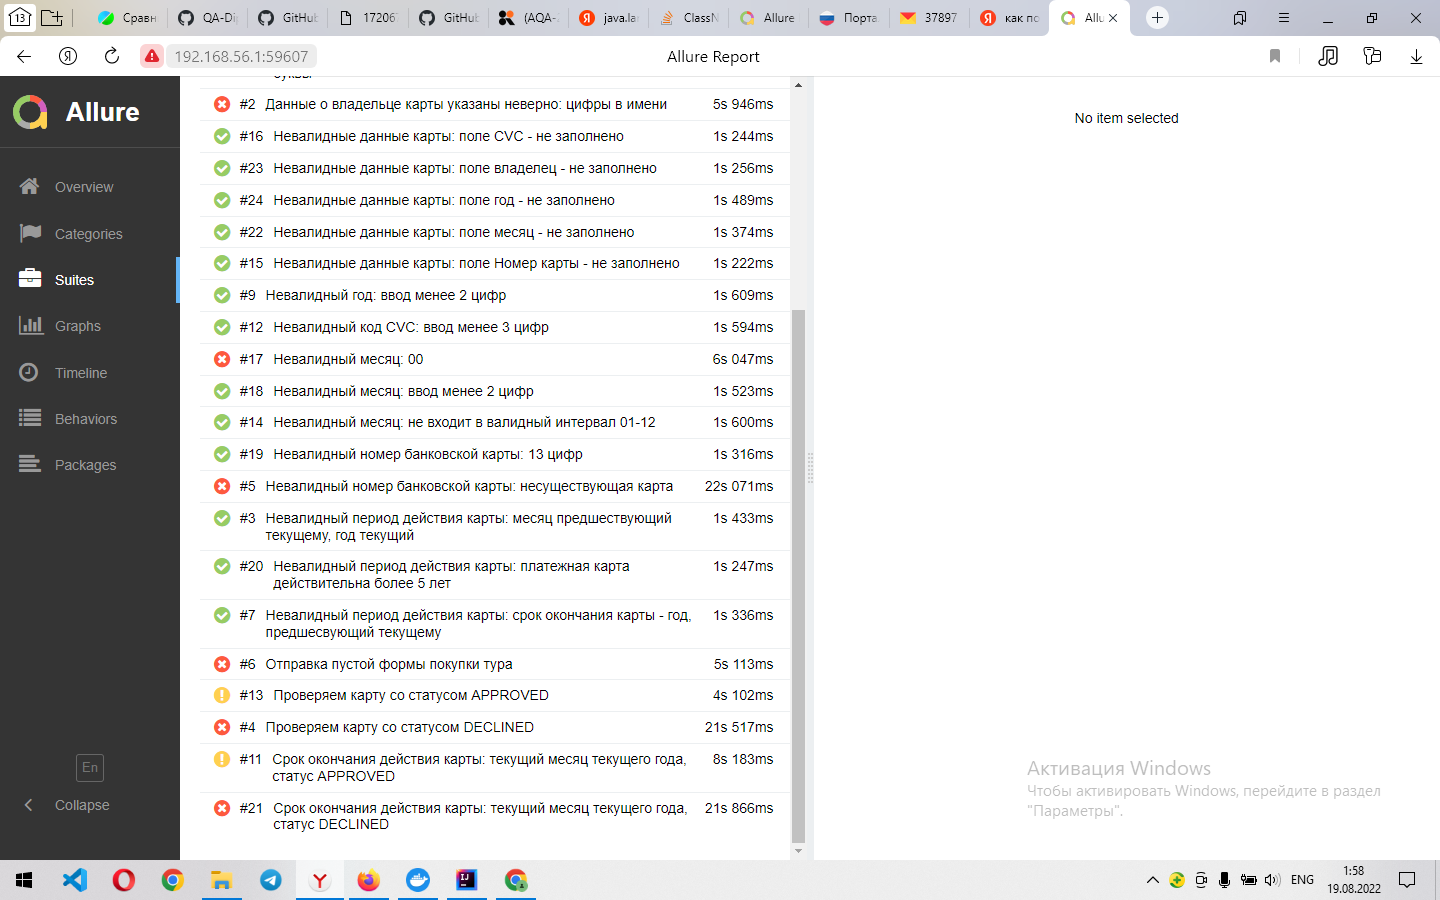 13
Сравн
QA-Di
GitHub
17206
GitHub
(AQA-
java.la
ClassN
Allure
Порта
37897
как по
Allu
192.168.56.1:59607
Allure Report
Allure
Overview
Categories
Suites
Graphs
Timeline
Behaviors
Packages
En
Collapse
буквы
#2 Данные о владельце карты указаны неверно: цифры в имени 5s 946ms
#16 Невалидные данные карты: поле CVC - не заполнено 1s 244ms
#23 Невалидные данные карты: поле владелец - не заполнено 1s 256ms
#24 Невалидные данные карты: поле год - не заполнено 1s 489ms
#22 Невалидные данные карты: поле месяц - не заполнено 1s 374ms
#15 Невалидные данные карты: поле Номер карты - не заполнено 1s 222ms
#9 Невалидный год: ввод менее 2 цифр 1s 609ms
#12 Невалидный код CVC: ввод менее 3 цифр 1s 594ms
#17 Невалидный месяц: 00 6s 047ms
#18 Невалидный месяц: ввод менее 2 цифр 1s 523ms
#14 Невалидный месяц: не входит в валидный интервал 01-12 1s 600ms
#19 Невалидный номер банковской карты: 13 цифр 1s 316ms
#5 Невалидный номер банковской карты: несуществующая карта 22s 071ms
#3 Невалидный период действия карты: месяц предшествующий 1s 433ms
текущему, год текущий
#20 Невалидный период действия карты: платежная карта 1s 247ms
действительна более 5 лет
#7 Невалидный период действия карты: срок окончания карты - год, 1s 336ms
предшесвующий текущему
#6 Отправка пустой формы покупки тура 5s 113ms
#13 Проверяем карту со статусом APPROVED 4s 102ms
#4 Проверяем карту со статусом DECLINED 21s 517ms
#11 Срок окончания действия карты: текущий месяц текущего года, 8s 183ms
статус APPROVED
#21 Срок окончания действия карты: текущий месяц текущего года, 21s 866ms
статус DECLINED
No item selected
Активация Windows
Чтобы активировать Windows, перейдите в раздел
"Параметры".
ENG
1:58
19.08.2022